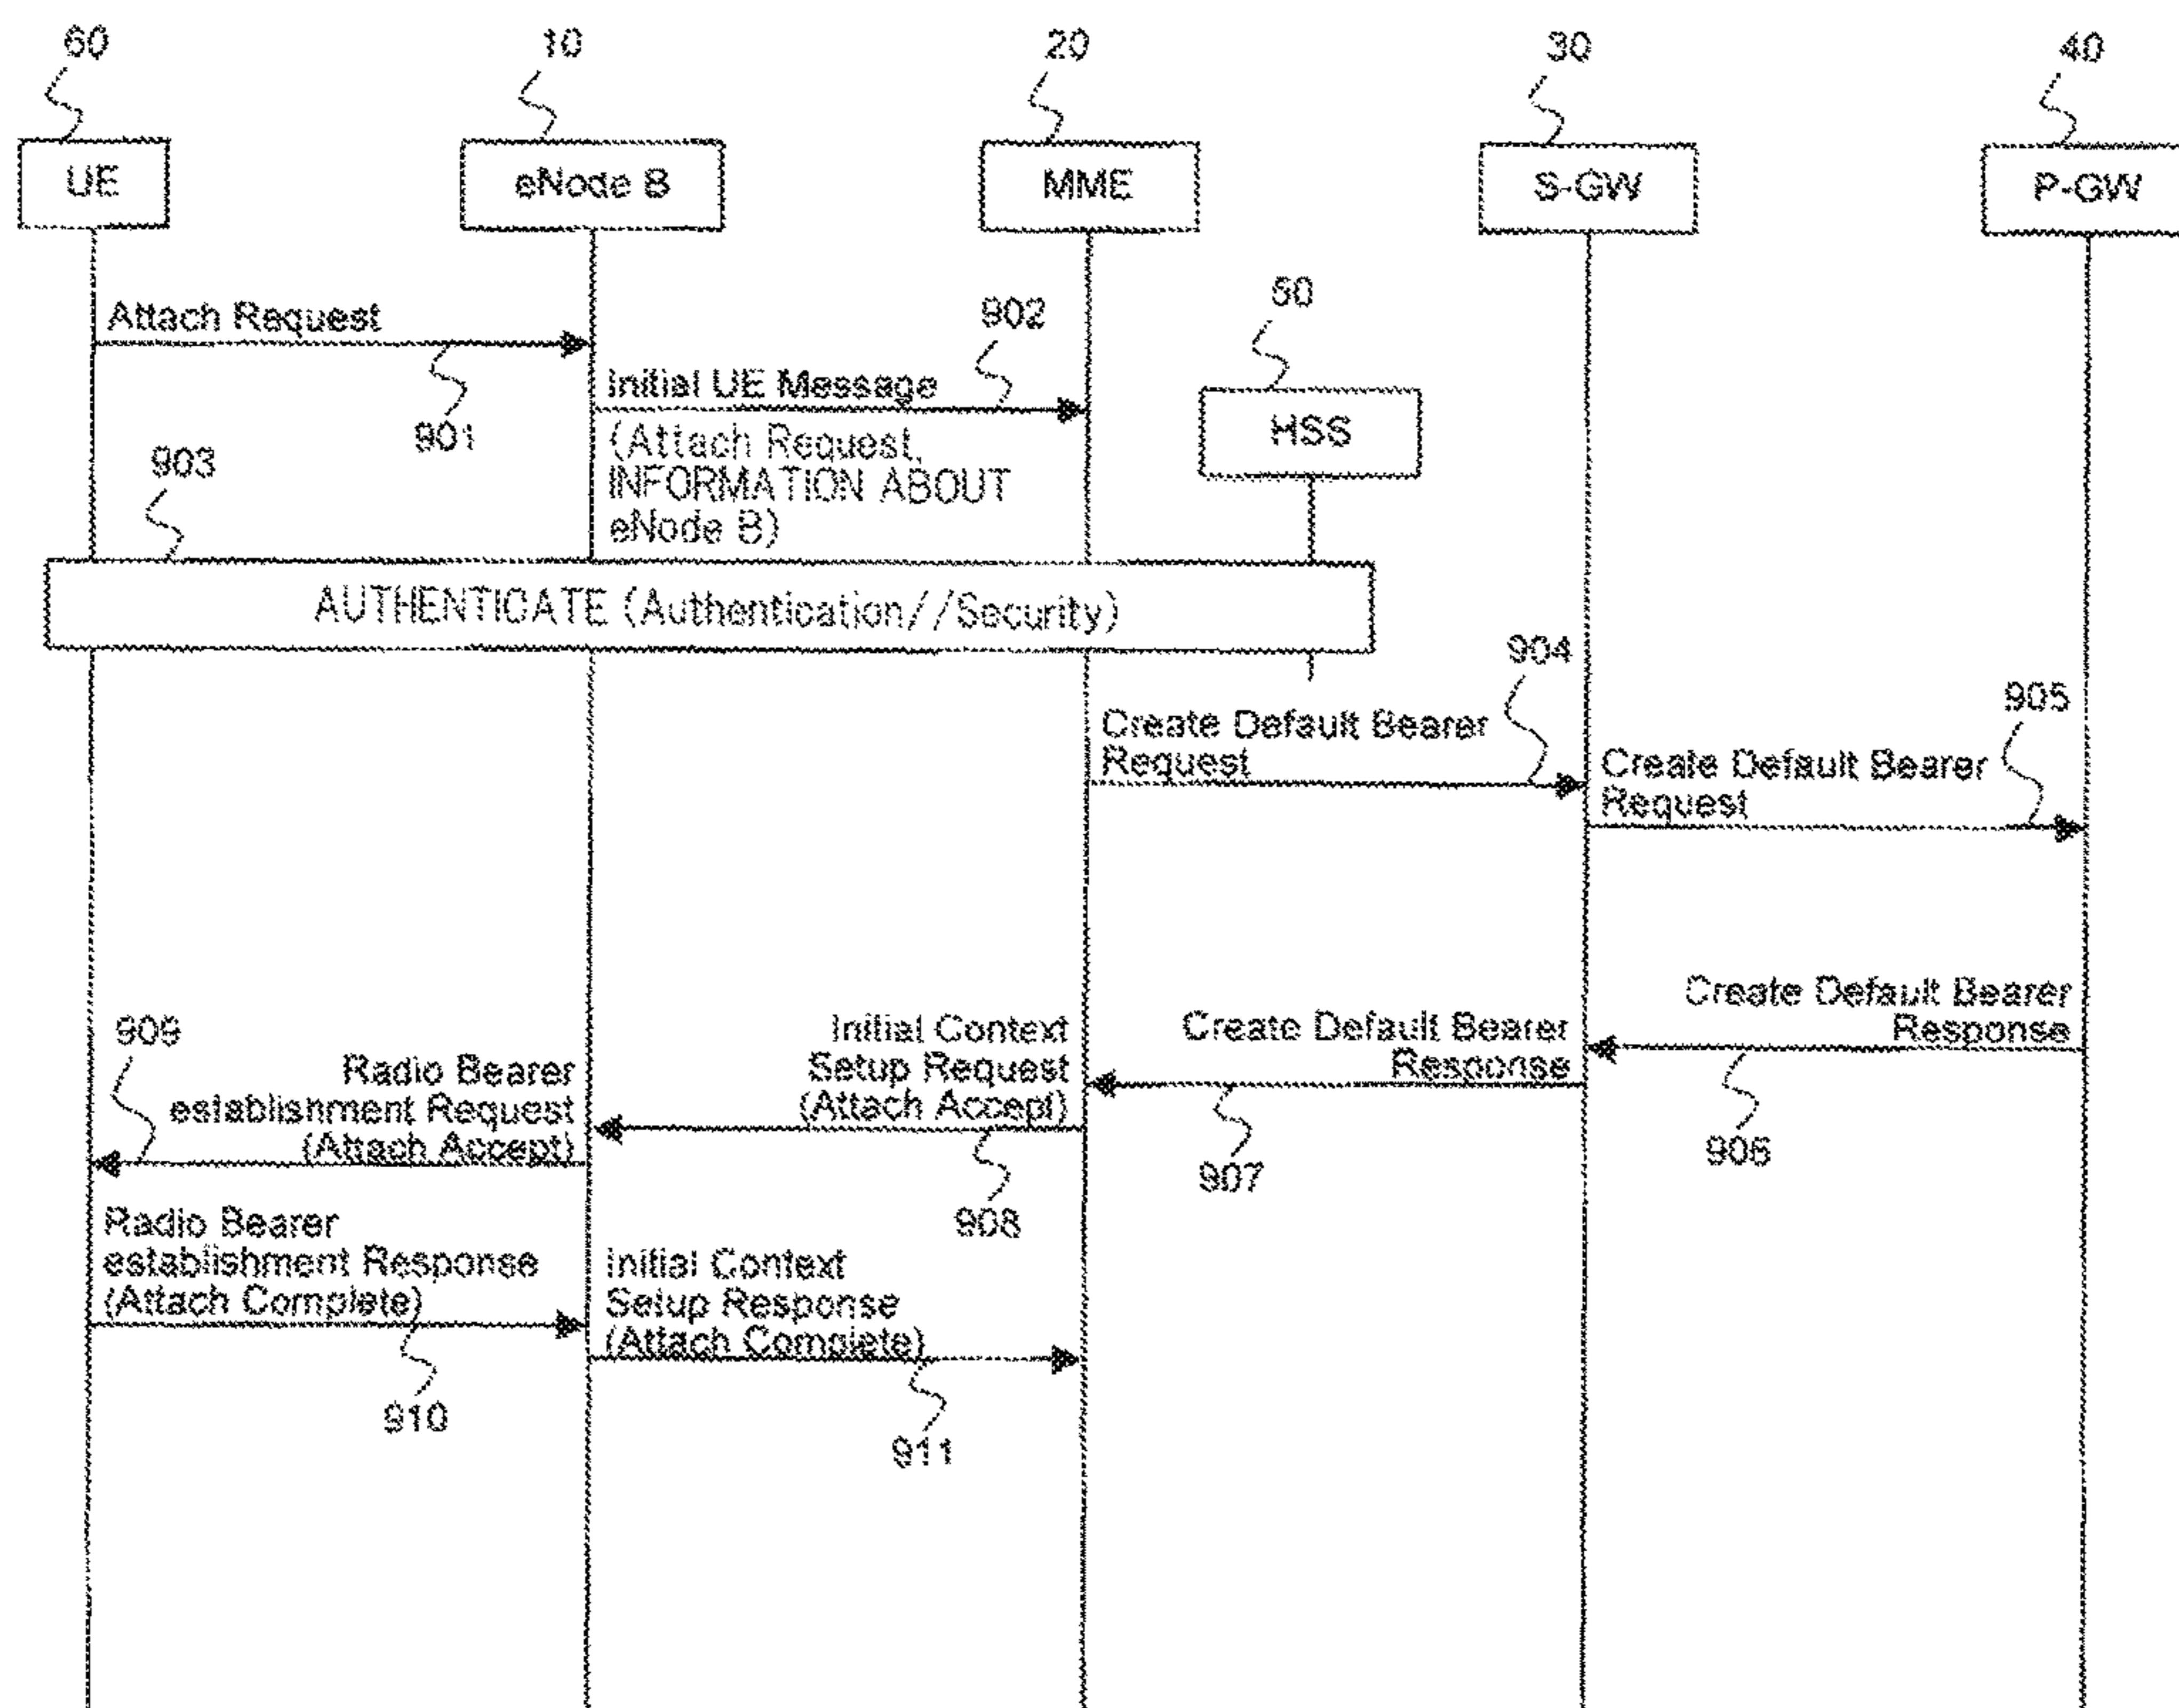 60
10
20
30
40
UE
eNode B
MME
S-GW
P-GW
Attach Request
901
902
Initial UE Message
(Attach Request,
INFORMATION ABOUT
eNode B)
50
HSS
903
AUTHENTICATE (Authentication//Security)
904
Create Default Bearer
Request
905
Create Default Bearer
Request
Create Default Bearer
Response
906
Create Default Bearer
Response
907
Initial Context
Setup Request
(Attach Accept)
908
909
Radio Bearer
establishment Request
(Attach Accept)
Radio Bearer
establishment Response
(Attach Complete)
910
Initial Context
Setup Response
(Attach Complete)
911